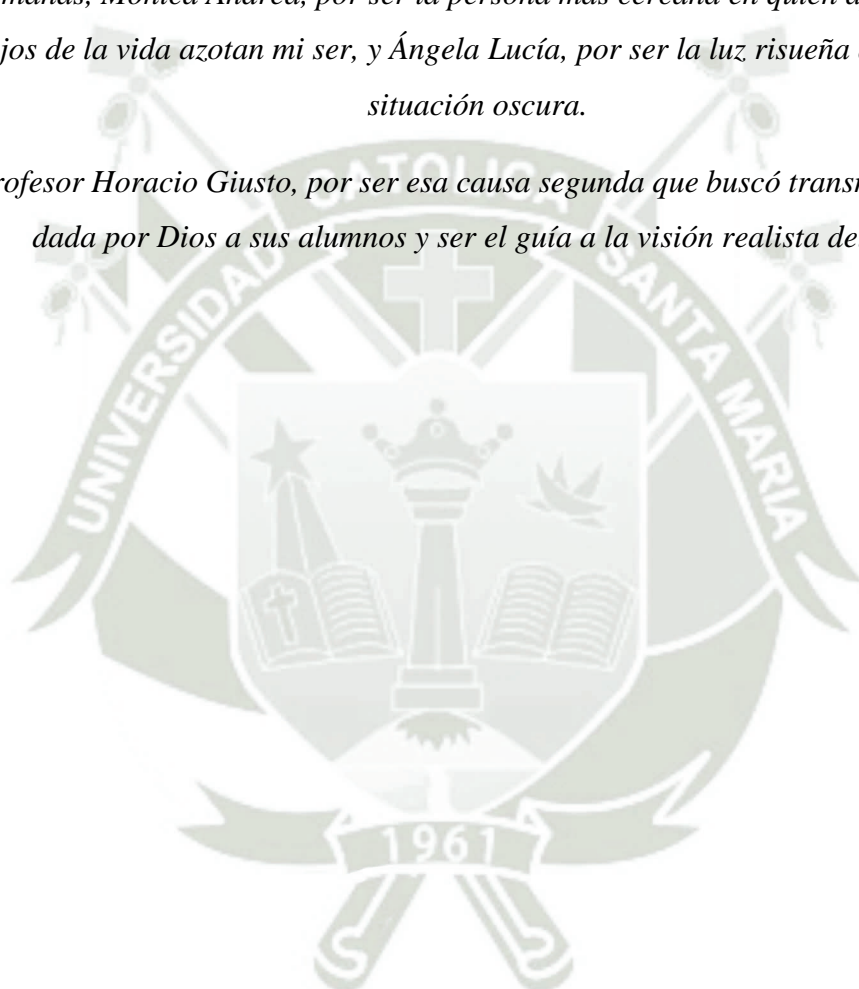 manas, Mónica Andrea, por ser la persona más cercana en quien
jos de la vida azotan mi ser, y Ángela Lucía, por ser la luz risueña
situación oscura.
rofesor Horacio Giusto, por ser esa causa segunda que buscó transm
dada por Dios a sus alumnos y ser el guía a la visión realista de
UNIVERSIDAD CATOLICA SANTA MARIA
1961